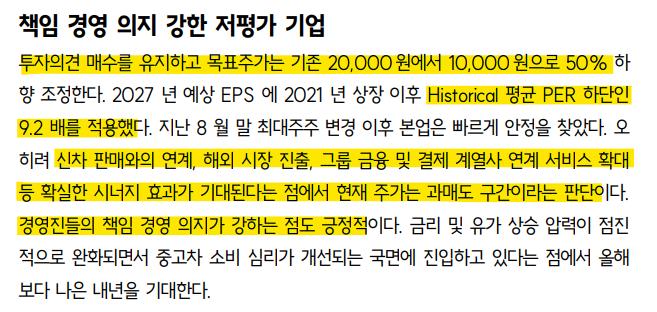 책임 경영 의지 강한 저평가 기업
투자의견 매수를 유지하고 목표주가는 기존 20,000원에서 10,000원으로 50% 하
향 조정한다. 2027 년 예상 EPS 에 2021 년 상장 이후 Historical 평균 PER 하단인
9.2 배를 적용했다. 지난 8 월 말 최대주주 변경 이후 본업은 빠르게 안정을 찾았다. 오
히려 신차 판매와의 연계, 해외 시장 진출, 그룹 금융 및 결제 계열사 연계 서비스 확대
등 확실한 시너지 효과가 기대된다는 점에서 현재 주가는 과매도 구간이라는 판단이다.
경영진들의 책임 경영 의지가 강하는 점도 긍정적이다. 금리 및 유가 상승 압력이 점진
적으로 완화되면서 중고차 소비 심리가 개선되는 국면에 진입하고 있다는 점에서 올해
보다 나은 내년을 기대한다.